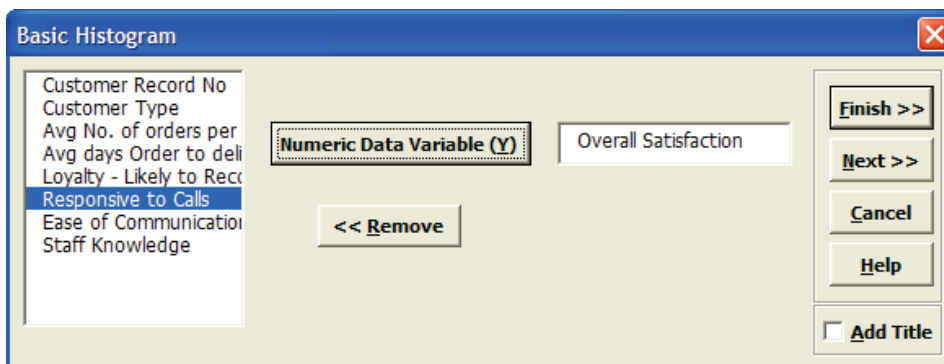 Basic Histogram
Customer Record No
Customer Type
Avg No. of orders per
Avg days Order to deli
Loyalty - Likely to Reco
Responsive to Calls
Ease of Communication
Staff Knowledge
Numeric Data Variable (Y)
<< Remove
Overall Satisfaction
Finish >>
Next >>
Cancel
Help
Add Title